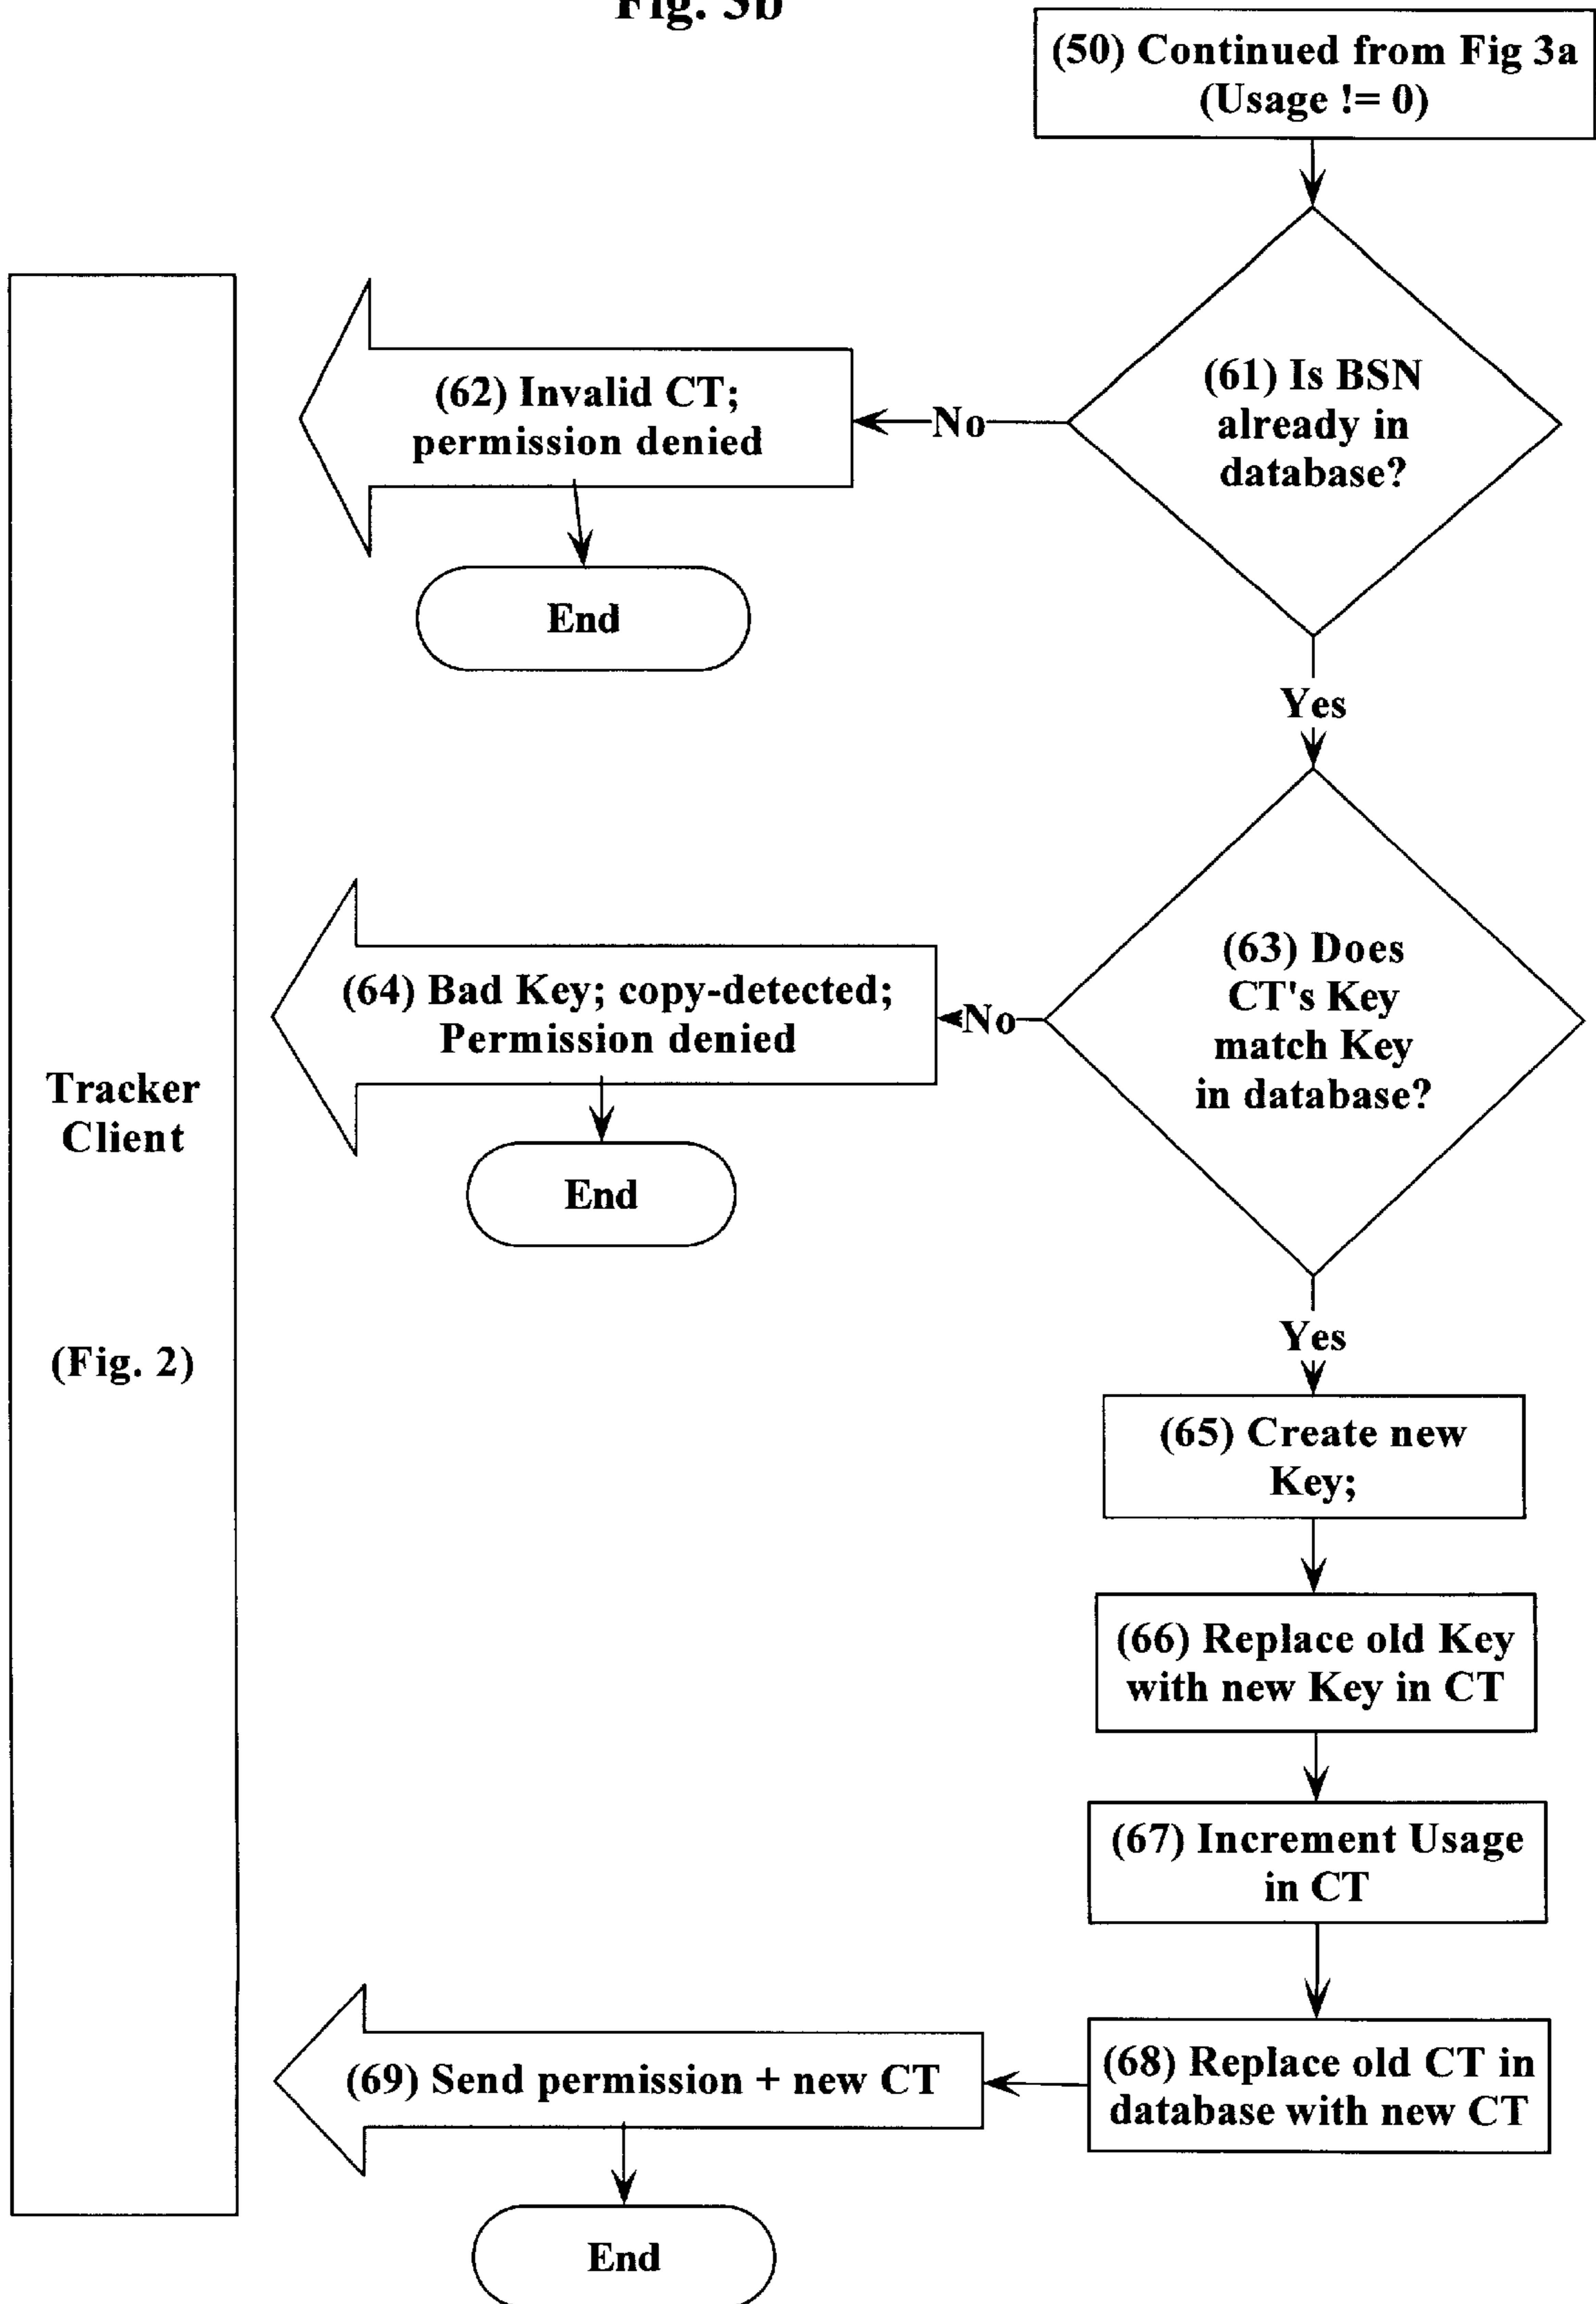 Fig. 3b
(50) Continued from Fig 3a
(Usage != 0)
(61) Is BSN
already in
database?
No
(62) Invalid CT;
permission denied
End
Yes
(63) Does
CT's Key
match Key
in database?
No
(64) Bad Key; copy-detected;
Permission denied
End
Tracker
Client
(Fig. 2)
Yes
(65) Create new
Key;
(66) Replace old Key
with new Key in CT
(67) Increment Usage
in CT
(68) Replace old CT in
database with new CT
(69) Send permission + new CT
End